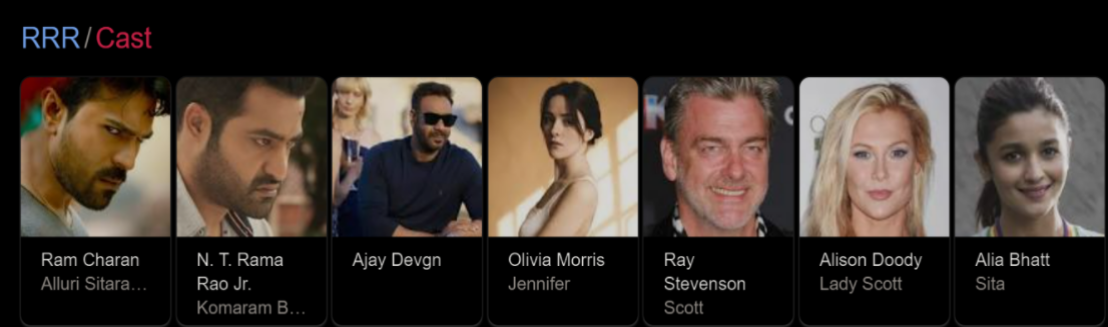 RRR/Cast
Ram Charan
Alluri Sitara...
N. T. Rama
Rao Jr.
Komaram B...
Ajay Devgn
Olivia Morris
Jennifer
Ray
Stevenson
Scott
Alison Doody
Lady Scott
Alia Bhatt
Sita